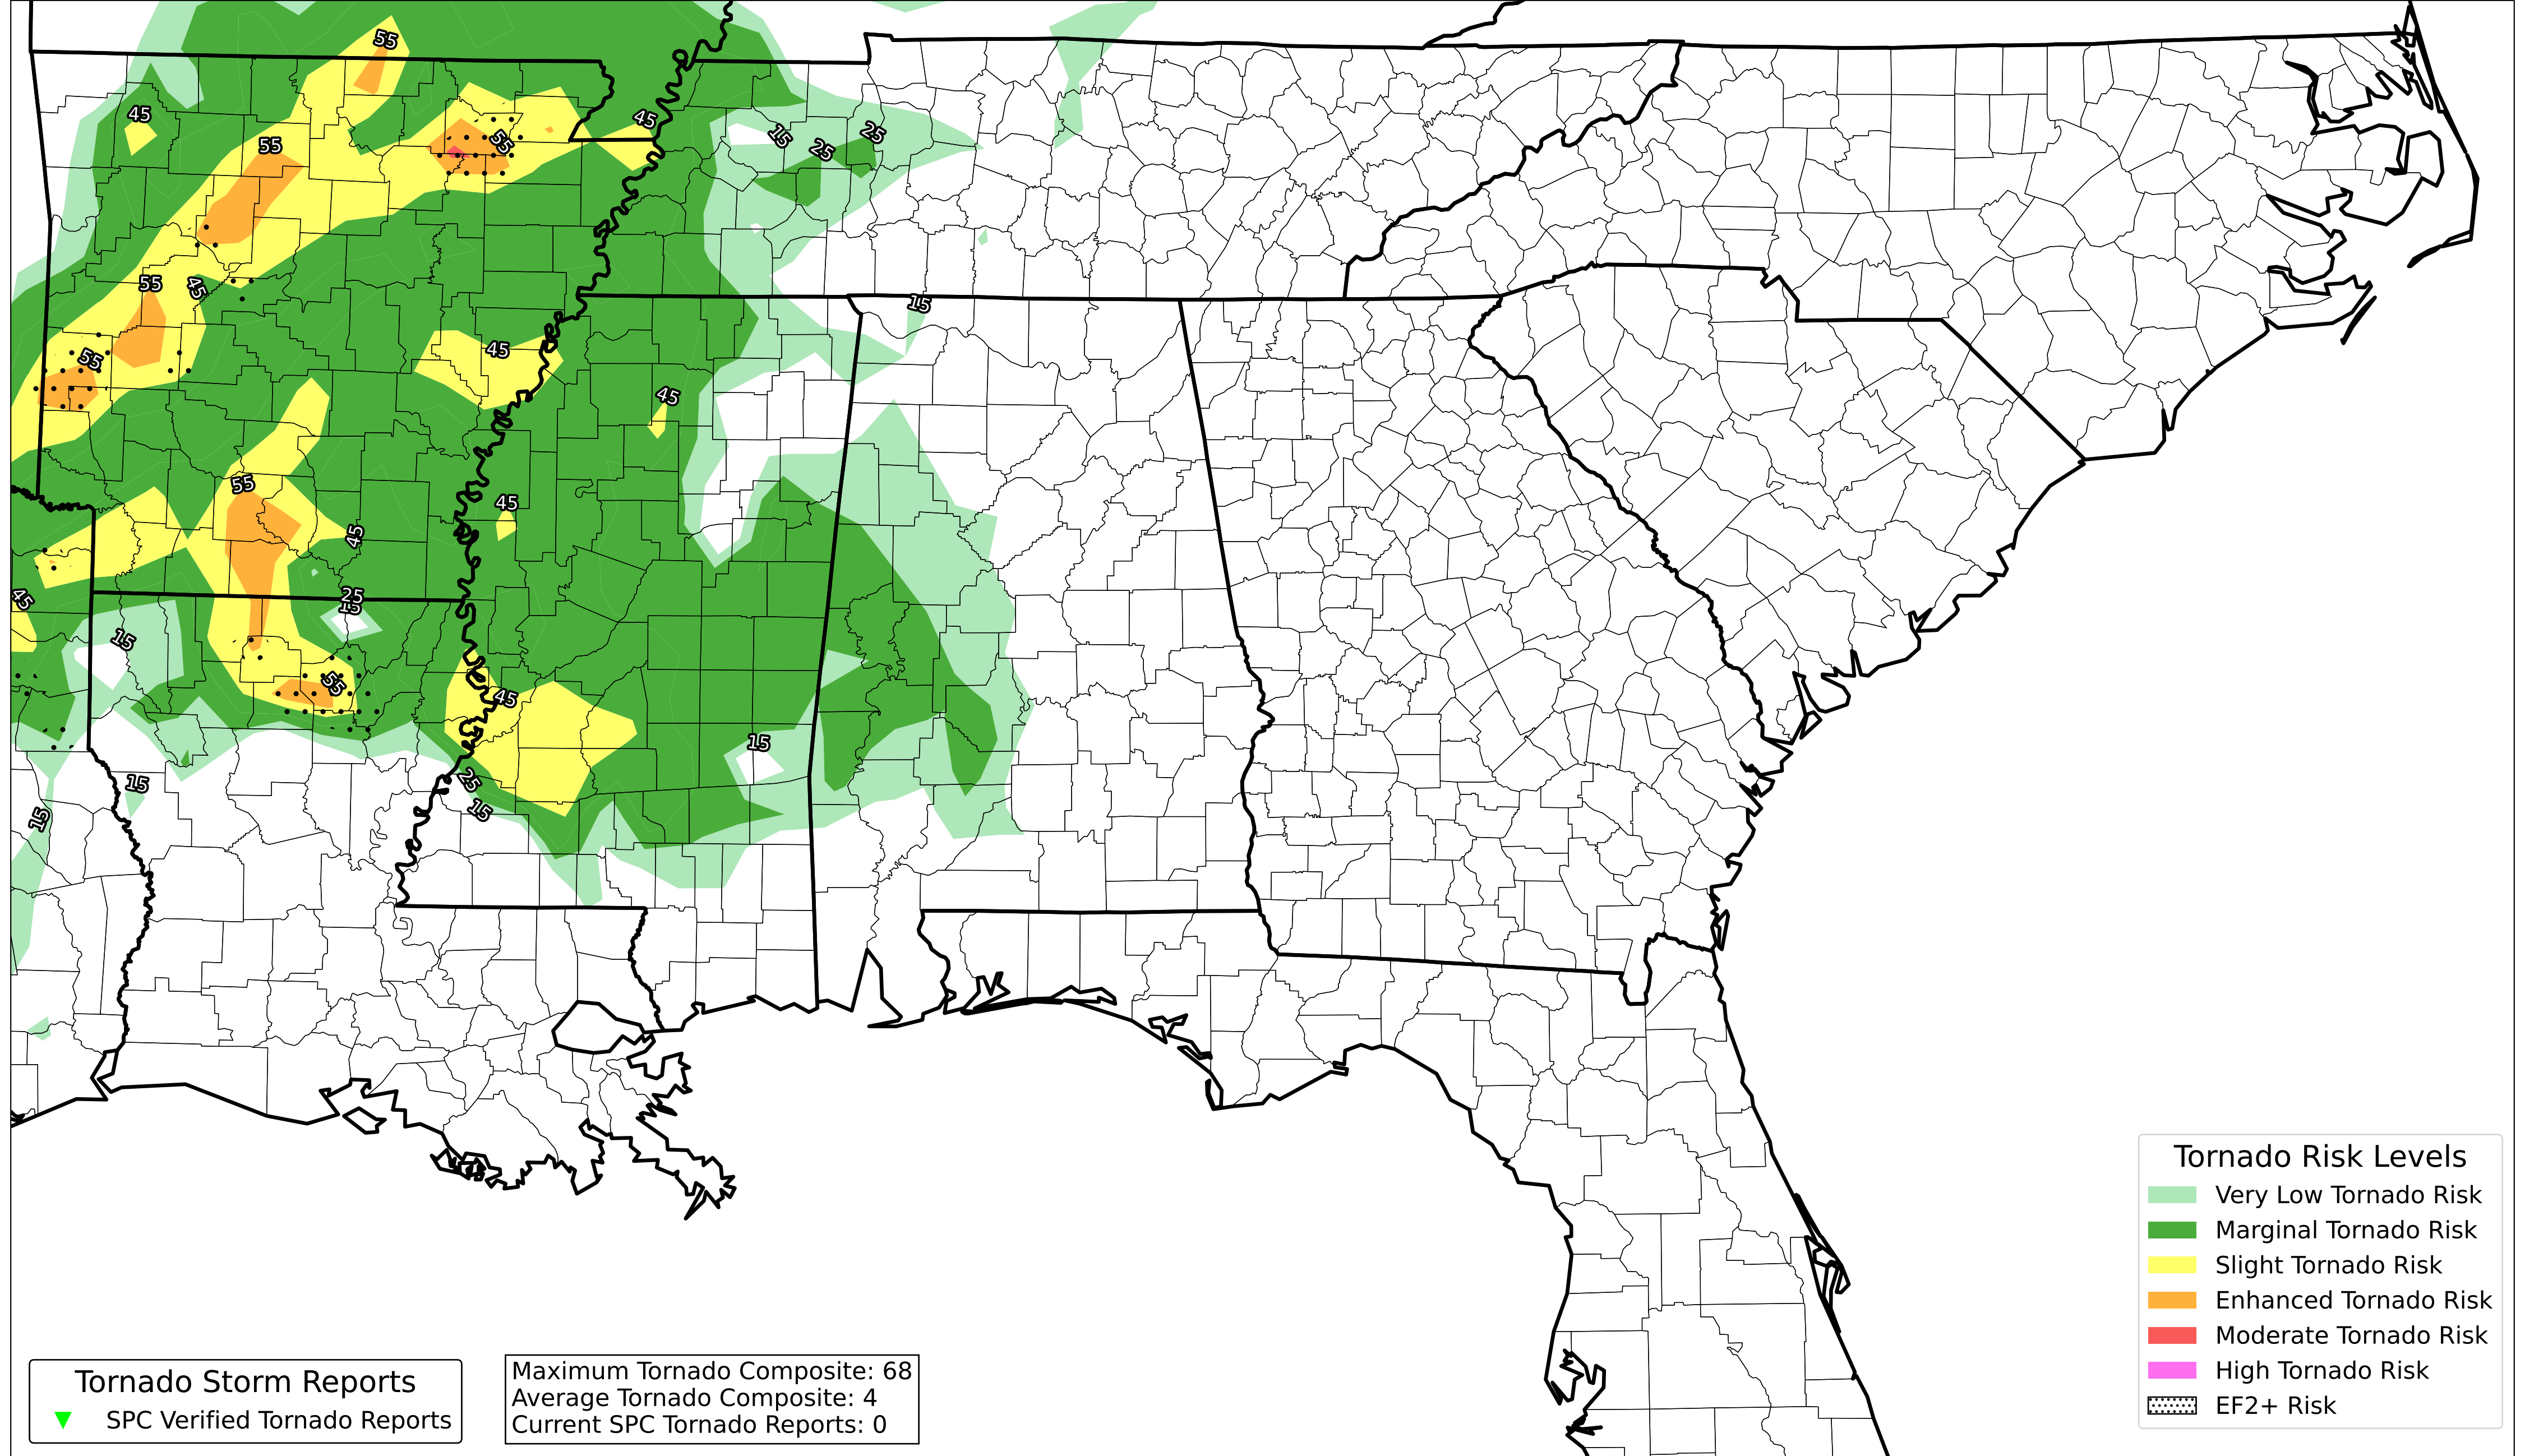 55
45
45
55
15
25
25
55
55
45
15
55
45
45
55
45
45
45
25
15
15
55
45
15
25
15
15
15
Tornado Risk Levels
Very Low Tornado Risk
Marginal Tornado Risk
Slight Tornado Risk
Enhanced Tornado Risk
Moderate Tornado Risk
High Tornado Risk
EF2+ Risk
Tornado Storm Reports
SPC Verified Tornado Reports
Maximum Tornado Composite: 68
Average Tornado Composite: 4
Current SPC Tornado Reports: 0